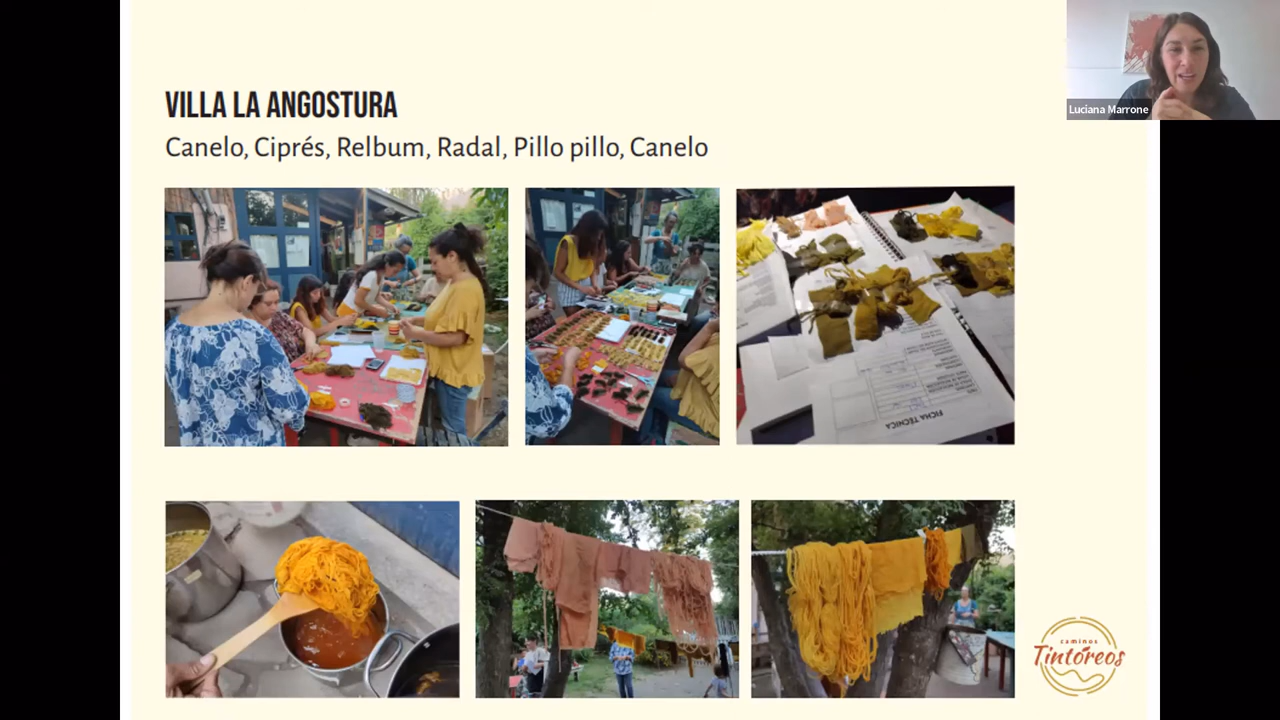 VILLA LA ANGOSTURA
Canelo, Ciprés, Relbum, Radal, Pillo pillo, Canelo
Luciana Marrone
FICHA TÉCNICA
caminos
Tintóreos